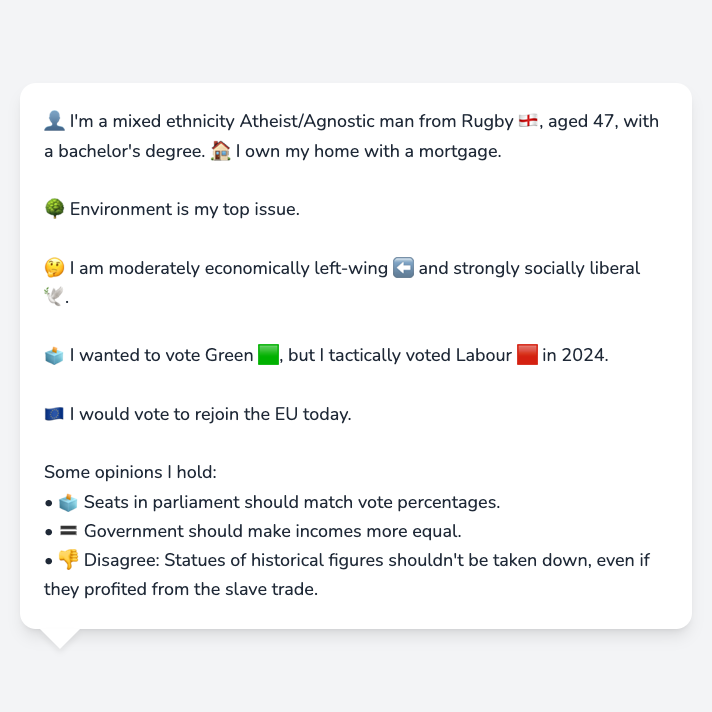 👤 I'm a mixed ethnicity Atheist/Agnostic man from Rugby 🏴󠁧󠁢󠁥󠁮󠁧󠁿, aged 47, with
a bachelor's degree. 🏠 I own my home with a mortgage.
🌳 Environment is my top issue.
🤔 I am moderately economically left-wing ⬅️ and strongly socially liberal
🕊️.
🗳️ I wanted to vote Green 🟩, but I tactically voted Labour 🟥 in 2024.
🇪🇺 I would vote to rejoin the EU today.
Some opinions I hold:
• 🗳️ Seats in parliament should match vote percentages.
• 🟰 Government should make incomes more equal.
• 👎 Disagree: Statues of historical figures shouldn't be taken down, even if
they profited from the slave trade.